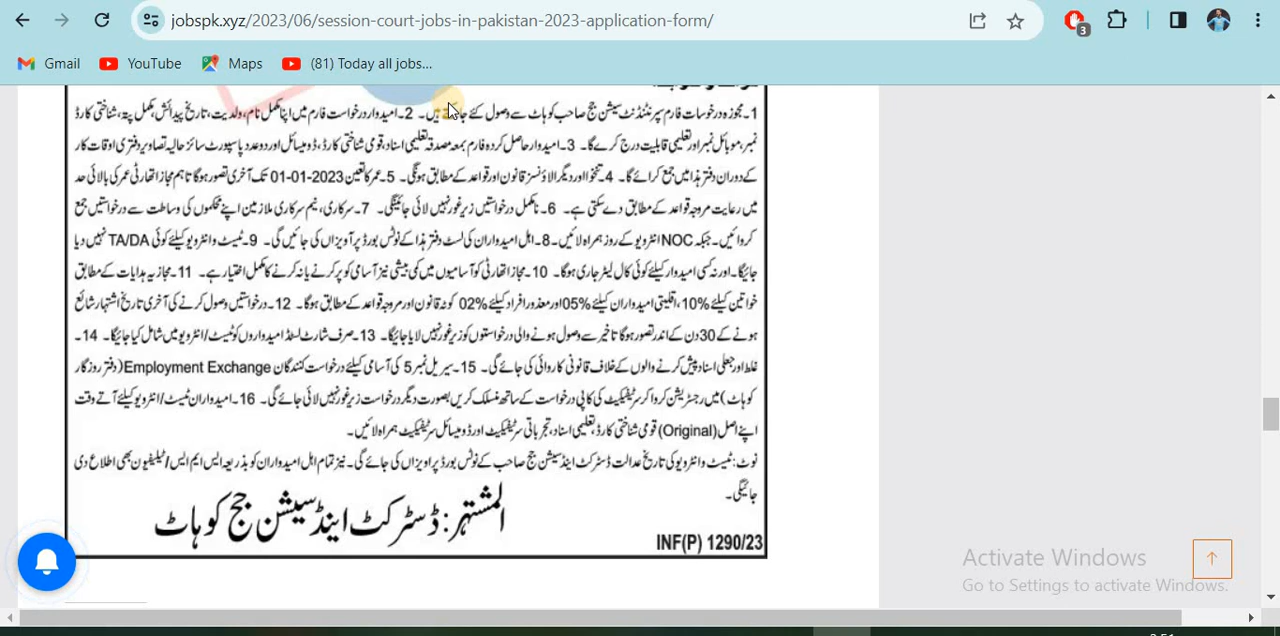 jobspk.xyz/2023/06/session-court-jobs-in-pakistan-2023-application-form/
3
Gmail YouTube Maps (81) Today all jobs...
1۔ مجوزہ درخواست فارم سپرنٹنڈنٹ سیشن جج صاحب کوہاٹ سے وصول کئے جاسکتے ہیں۔ 2۔ امیدوار درخواست فارم میں اپنا مکمل نام، ولدیت، تاریخ پیدائش، مکمل پتہ، شناختی کارڈ
نمبر، موبائل نمبر اور تعلیمی قابلیت درج کرے گا۔ 3۔ امیدوار حاصل کردہ فارم بمعہ مصدقہ تعلیمی اسناد، قومی شناختی کارڈ، ڈومیسائل اور دو عدد پاسپورٹ سائز حالیہ تصاویر دفتری اوقات کار
کے دوران دفتر ہذا میں جمع کرائے گا۔ 4۔ تنخواہ اور دیگر الاؤنسز قانون اور قواعد کے مطابق ہونگی۔ 5۔ عمر کا تعین 01-01-2023 تک آخری تصور ہوگا تاہم مجاز اتھارٹی عمر کی بالائی حد
میں رعایت مروجہ قواعد کے مطابق دے سکتی ہے۔ 6۔ نامکمل درخواستیں زیر غور نہیں لائی جائیگی۔ 7۔ سرکاری، نیم سرکاری ملازمین اپنے محکموں کی وساطت سے درخواستیں جمع
کروائیں۔ جبکہ NOC انٹرویو کے روز ہمراہ لائیں۔ 8۔ اہل امیدواران کی لسٹ دفتر ہذا کے نوٹس بورڈ پر آویزاں کی جائیں گی۔ 9۔ ٹیسٹ و انٹرویو کیلئے کوئی TA/DA نہیں دیا
جائیگا۔ اور نہ کسی امیدوار کیلئے کوئی کال لیٹر جاری ہوگا۔ 10۔ مجاز اتھارٹی کو آسامیوں میں کمی بیشی نیز آسامی کو پر کرنے یا نہ کرنے کا مکمل اختیار ہے۔ 11۔ مجاز یہ ہدایات کے مطابق
خواتین کیلئے 10%، اقلیتی امیدواران کیلئے 05% اور معذور افراد کیلئے 02% کوٹہ قانون اور مروجہ قواعد کے مطابق ہوگا۔ 12۔ درخواستیں وصول کرنے کی آخری تاریخ اشتہار شائع
ہونے کے 30 دن کے اندر تصور ہوگا تاخیر سے وصول ہونے والی درخواستوں کو زیر غور نہیں لایا جائیگا۔ 13۔ صرف شارٹ لسٹڈ امیدواروں کو ٹیسٹ/انٹرویو میں شامل کیا جائیگا۔ 14۔
غلط اور جعلی اسناد پیش کرنے والوں کے خلاف قانونی کاروائی کی جائے گی۔ 15۔ سیریل نمبر 5 کی آسامی کیلئے درخواست کنندگان Employment Exchange (دفتر روزگار
کوہاٹ) میں رجسٹریشن کروا کر سرٹیفکیٹ کی کاپی درخواست کے ساتھ منسلک کریں بصورت دیگر درخواست زیر غور نہیں لائی جائے گی۔ 16۔ امیدواران ٹیسٹ/انٹرویو کیلئے آتے وقت
اپنے اصل (Original) قومی شناختی کارڈ، تعلیمی اسناد، تجرباتی سرٹیفکیٹ اور ڈومیسائل سرٹیفکیٹ ہمراہ لائیں۔
نوٹ: ٹیسٹ و انٹرویو کی تاریخ عدالت ڈسٹرکٹ اینڈ سیشن جج صاحب کے نوٹس بورڈ پر آویزاں کی جائے گی۔ نیز تمام اہل امیدواران کو بذریعہ ایس ایم ایس/ٹیلیفون بھی اطلاع دی
جائیگی۔
المشتہر: ڈسٹرکٹ اینڈ سیشن جج کوہاٹ
INF(P) 1290/23
Activate Windows
Go to Settings to activate Windows.